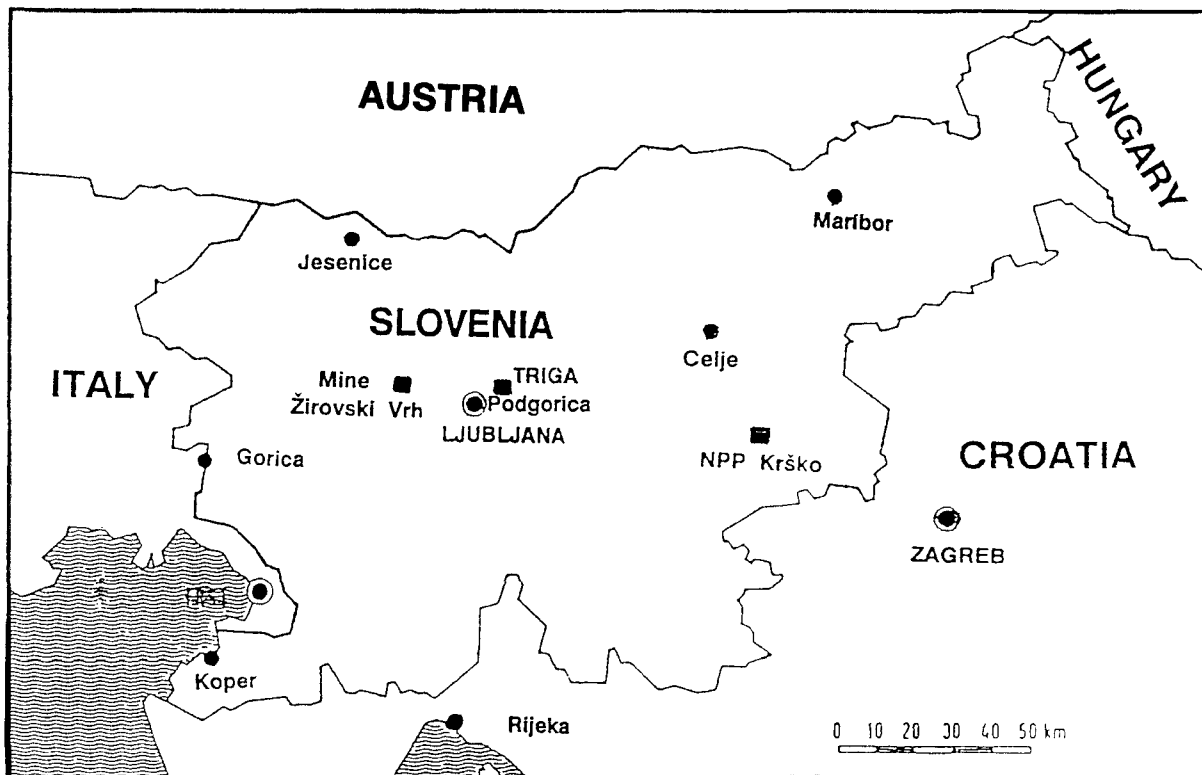 AUSTRIA
HUNGARY
Maribor
Jesenice
SLOVENIA
Celje
ITALY
Mine
Žirovski Vrh
TRIGA
Podgorica
LJUBLJANA
Gorica
NPP Krško
CROATIA
ZAGREB
Koper
Rijeka
0 10 20 30 40 50 km